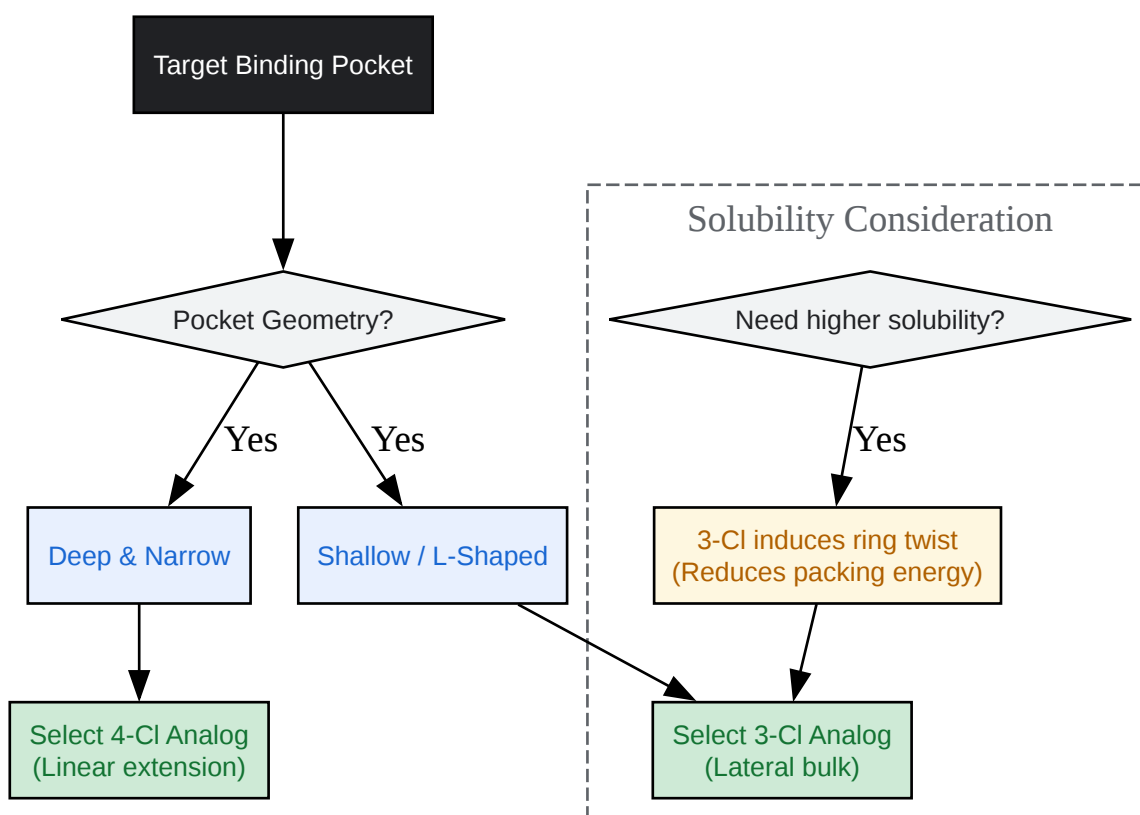 Target Binding Pocket
Solubility Consideration
Pocket Geometry?
Need higher solubility?
Yes
Yes
Yes
Deep & Narrow
Shallow / L-Shaped
3-Cl induces ring twist
(Reduces packing energy)
Select 4-Cl Analog
(Linear extension)
Select 3-Cl Analog
(Lateral bulk)